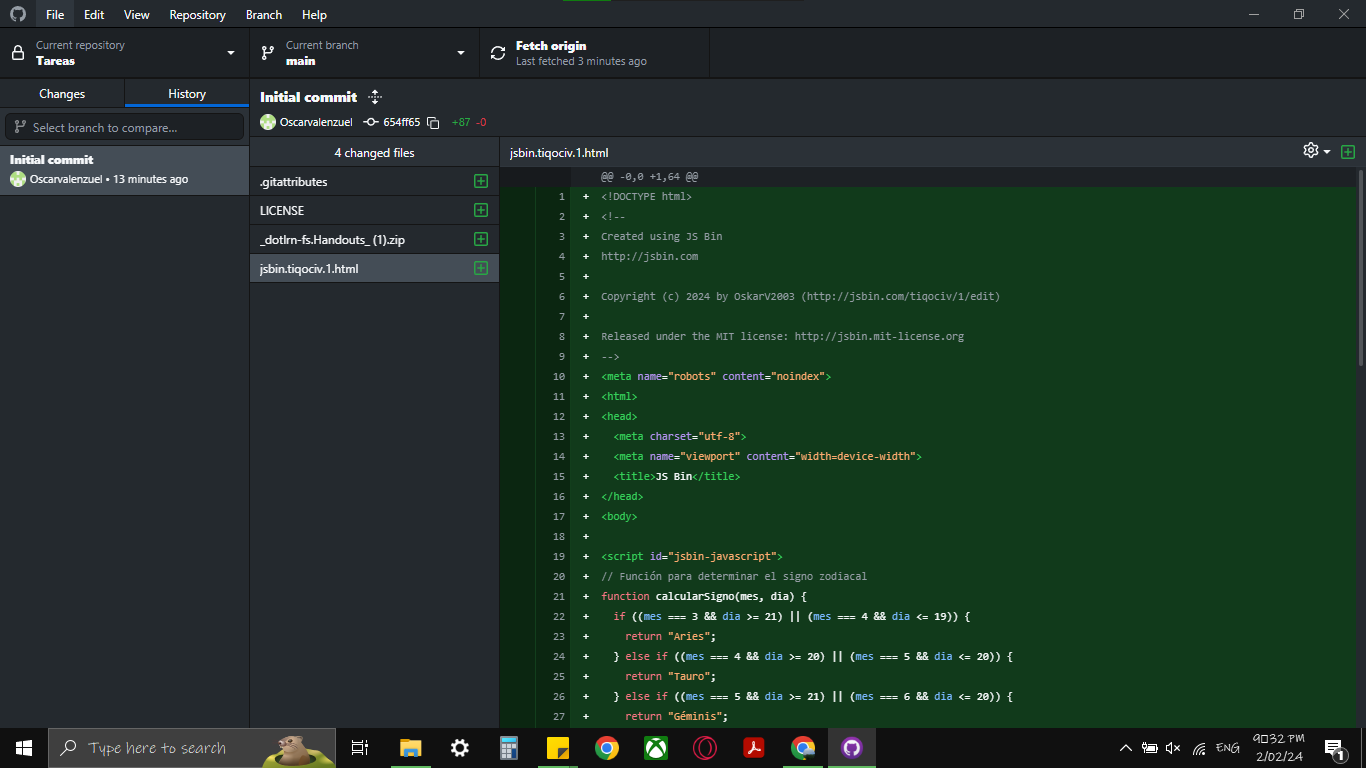 File Edit View Repository Branch Help
Current repository
Tareas
Current branch
main
Fetch origin
Last fetched 3 minutes ago
Changes
History
Select branch to compare...
Initial commit
Oscarvalenzuel • 13 minutes ago
Initial commit
Oscarvalenzuel 654ff65 +87 -0
4 changed files
.gitattributes
LICENSE
_dotlrn-fs.Handouts_ (1).zip
jsbin.tiqociv.1.html
jsbin.tiqociv.1.html
@@ -0,0 +1,64 @@
1 + <!DOCTYPE html>
2 + <!--
3 + Created using JS Bin
4 + http://jsbin.com
5 +
6 + Copyright (c) 2024 by OskarV2003 (http://jsbin.com/tiqociv/1/edit)
7 +
8 + Released under the MIT license: http://jsbin.mit-license.org
9 + -->
10 + <meta name="robots" content="noindex">
11 + <html>
12 + <head>
13 +   <meta charset="utf-8">
14 +   <meta name="viewport" content="width=device-width">
15 +   <title>JS Bin</title>
16 + </head>
17 + <body>
18 +
19 + <script id="jsbin-javascript">
20 + // Función para determinar el signo zodiacal
21 + function calcularSigno(mes, dia) {
22 +   if ((mes === 3 && dia >= 21) || (mes === 4 && dia <= 19)) {
23 +     return "Aries";
24 +   } else if ((mes === 4 && dia >= 20) || (mes === 5 && dia <= 20)) {
25 +     return "Tauro";
26 +   } else if ((mes === 5 && dia >= 21) || (mes === 6 && dia <= 20)) {
27 +     return "Géminis";
Type here to search
ENG
9:32 PM
2/02/24
1